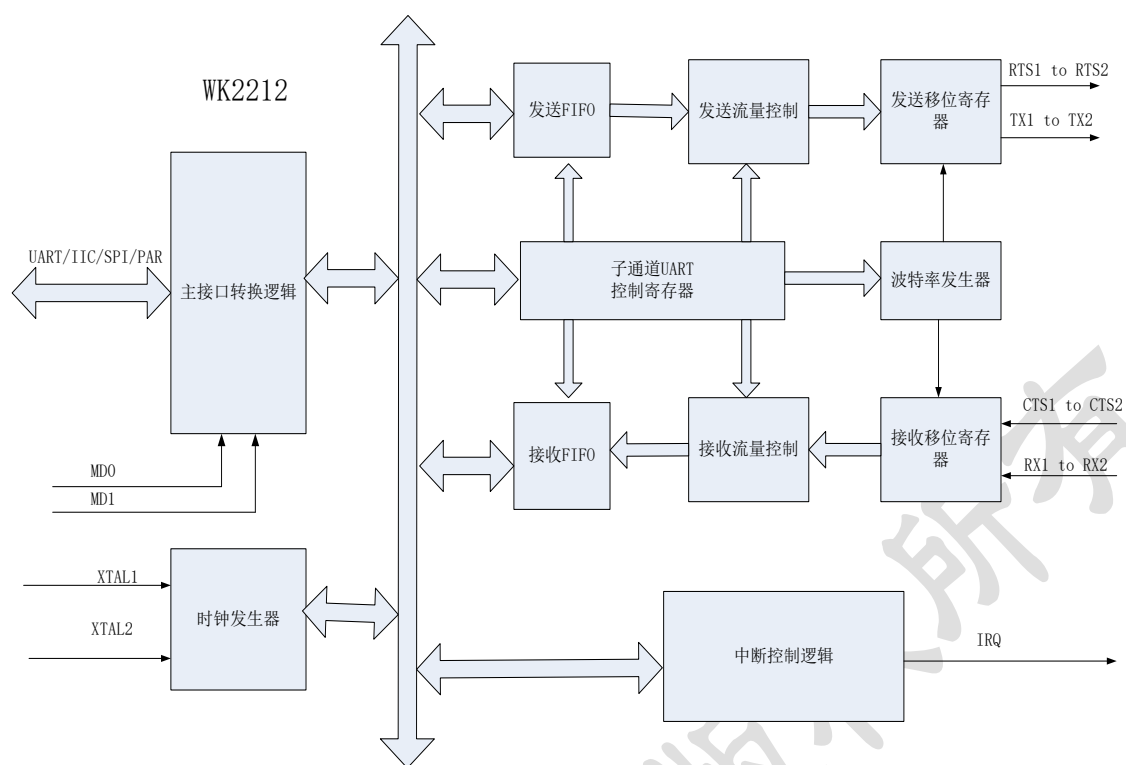 WK2212
发送FIFO
发送流量控制
发送移位寄存
器
RTS1 to RTS2
TX1 to TX2
UART/IIC/SPI/PAR
主接口转换逻辑
子通道UART
控制寄存器
波特率发生器
MD0
MD1
接收FIFO
接收流量控制
接收移位寄存
器
CTS1 to CTS2
RX1 to RX2
XTAL1
XTAL2
时钟发生器
中断控制逻辑
IRQ
版权所有